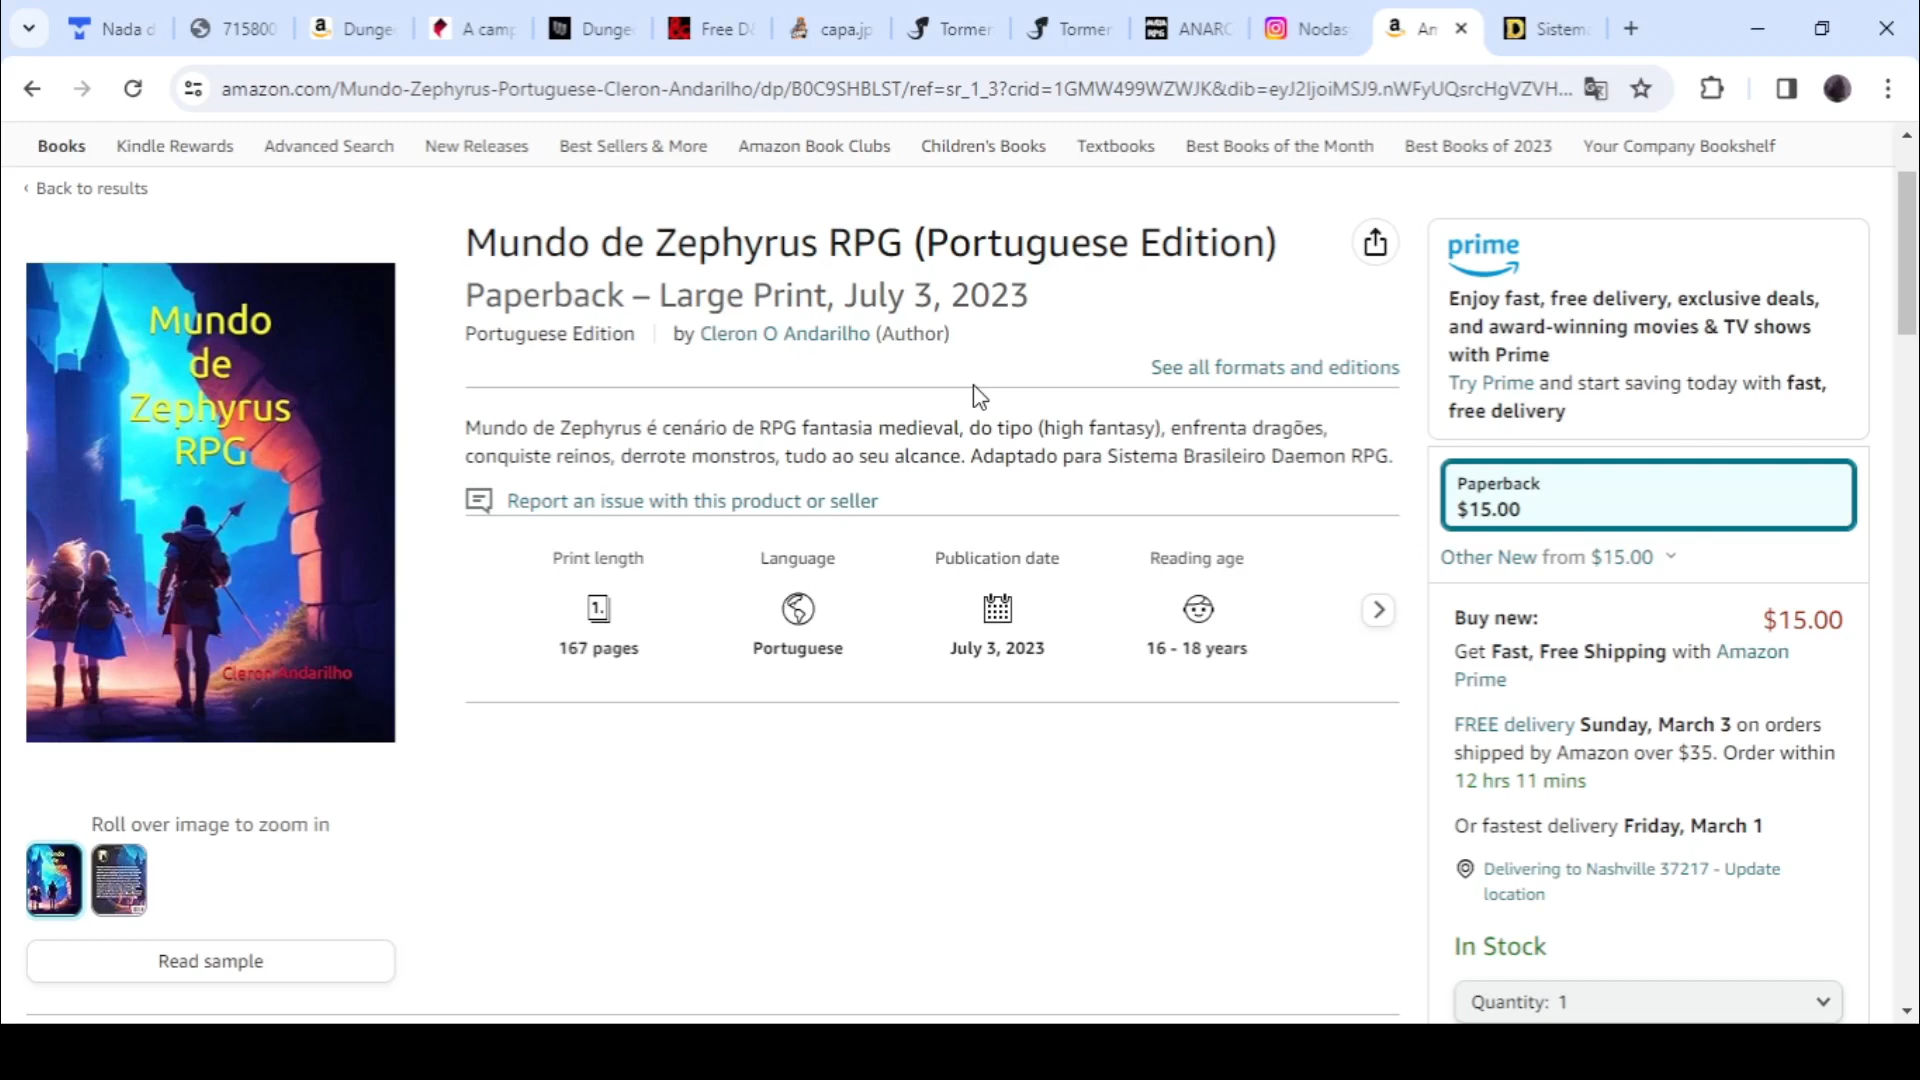 Nada d
715800
Dunge
A camp
Dunge
Free D&
capa.jp
Tormen
Tormen
ANARC
Noclas
Am
Sistema
amazon.com/Mundo-Zephyrus-Portuguese-Cleron-Andarilho/dp/B0C9SHBLST/ref=sr_1_3?crid=1GMW499WZWJK&dib=eyJ2IjoiMSJ9.nWFyUQsrcHgVZVH...
Books
Kindle Rewards
Advanced Search
New Releases
Best Sellers & More
Amazon Book Clubs
Children's Books
Textbooks
Best Books of the Month
Best Books of 2023
Your Company Bookshelf
‹ Back to results
Mundo
de
Zephyrus
RPG
Cleron Andarilho
Roll over image to zoom in
Read sample
Mundo de Zephyrus RPG (Portuguese Edition)
Paperback – Large Print, July 3, 2023
Portuguese Edition
by Cleron O Andarilho (Author)
See all formats and editions
Mundo de Zephyrus é cenário de RPG fantasia medieval, do tipo (high fantasy), enfrenta dragões,
conquiste reinos, derrote monstros, tudo ao seu alcance. Adaptado para Sistema Brasileiro Daemon RPG.
Report an issue with this product or seller
Print length
Language
Publication date
Reading age
1.
167 pages
Portuguese
July 3, 2023
16 - 18 years
prime
Enjoy fast, free delivery, exclusive deals,
and award-winning movies & TV shows
with Prime
Try Prime and start saving today with fast,
free delivery
Paperback
$15.00
Other New from $15.00
Buy new:
$15.00
Get Fast, Free Shipping with Amazon
Prime
FREE delivery Sunday, March 3 on orders
shipped by Amazon over $35. Order within
12 hrs 11 mins
Or fastest delivery Friday, March 1
Delivering to Nashville 37217 - Update
location
In Stock
Quantity: 1